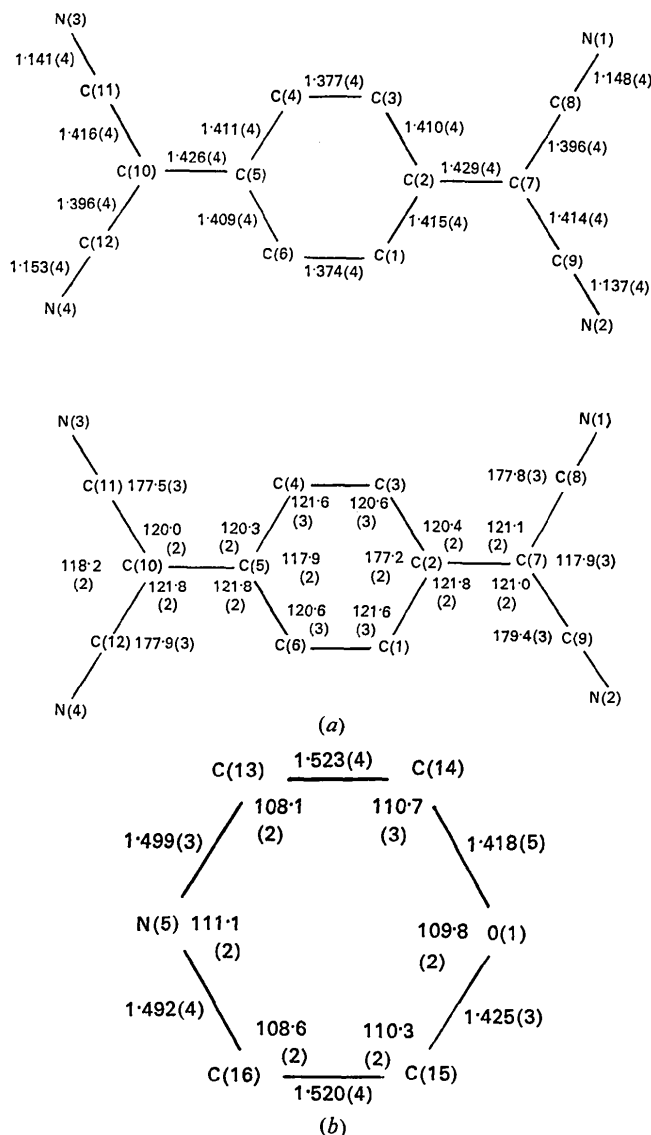 N(3)
N(1)
1·141(4)
1·148(4)
C(11)
C(4) 1·377(4) C(3)
C(8)
1·416(4)
1·411(4)
1·410(4)
1·396(4)
C(10) 1·426(4) C(5)
C(2) 1·429(4) C(7)
1·396(4)
1·409(4)
1·415(4)
1·414(4)
C(12)
C(6) 1·374(4) C(1)
C(9)
1·153(4)
1·137(4)
N(4)
N(2)
N(3)
N(1)
C(11) 177·5(3)
C(4)
C(3)
177·8(3) C(8)
121·6
(3)
120·6
(3)
120·0
(2)
120·3
(2)
120·4
(2)
121·1
(2)
118·2
(2)
C(10)
C(5)
117·9
(2)
177·2
(2)
C(2)
C(7) 117·9(3)
121·8
(2)
121·8
(2)
121·8
(2)
121·0
(2)
120·6
(3)
121·6
(3)
C(12) 177·9(3)
C(6)
C(1)
179·4(3) C(9)
N(4)
N(2)
(a)
C(13) 1·523(4) C(14)
108·1
(2)
110·7
(3)
1·499(3)
1·418(5)
N(5) 111·1
(2)
109·8 O(1)
(2)
1·492(4)
1·425(3)
108·6
(2)
110·3
(2)
C(16) 1·520(4) C(15)
(b)